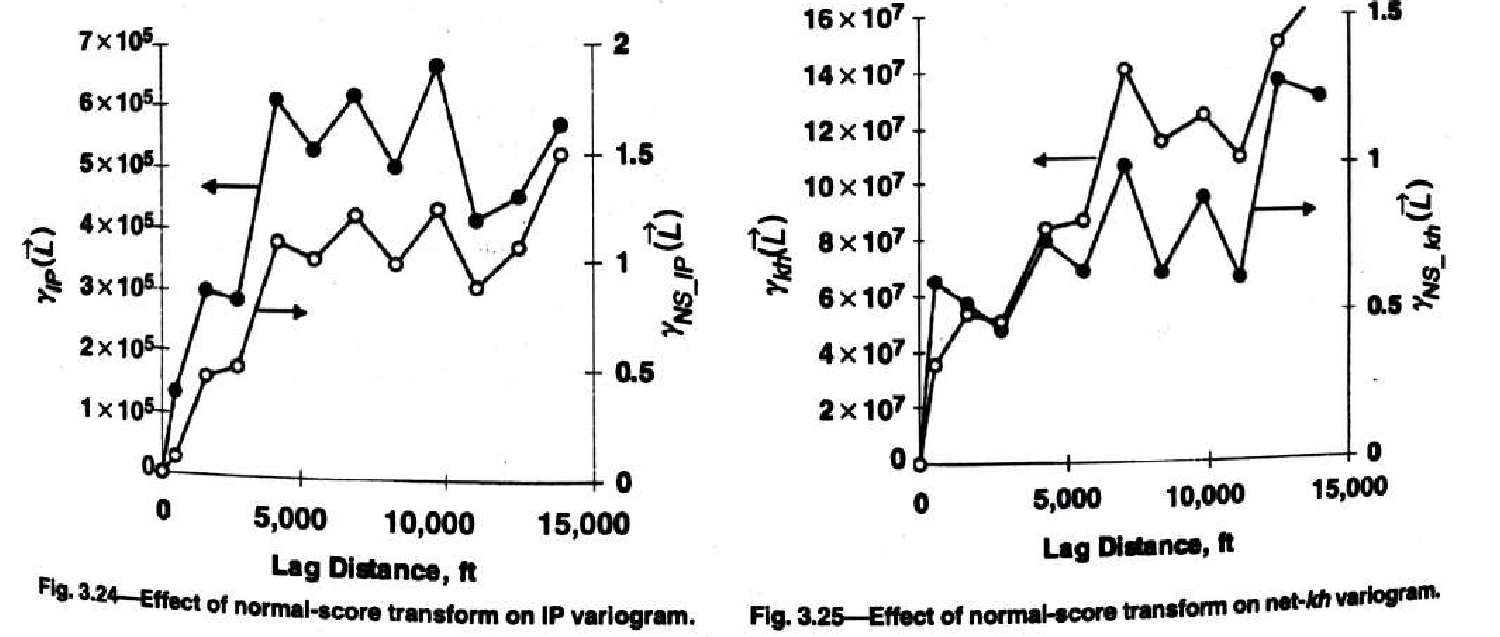 7×10⁵
6×10⁵
5×10⁵
4×10⁵
3×10⁵
2×10⁵
1×10⁵
0
γIP(L⃗)
2
1.5
1
0.5
0
γNS_IP(L⃗)
0 5,000 10,000 15,000
Lag Distance, ft
Fig. 3.24—Effect of normal-score transform on IP variogram.
16×10⁷
14×10⁷
12×10⁷
10×10⁷
8×10⁷
6×10⁷
4×10⁷
2×10⁷
0
γkh(L⃗)
1.5
1
0.5
0
γNS_kh(L⃗)
0 5,000 10,000 15,000
Lag Distance, ft
Fig. 3.25—Effect of normal-score transform on net-kh variogram.